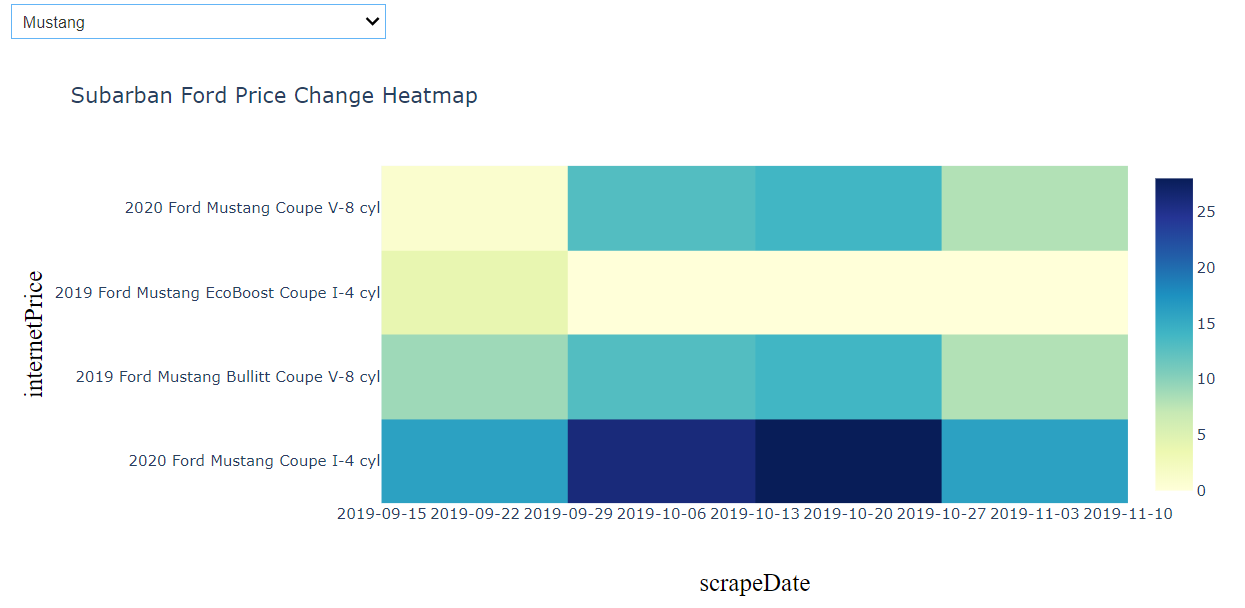 Mustang
Subarban Ford Price Change Heatmap
2020 Ford Mustang Coupe V-8 cyl
2019 Ford Mustang EcoBoost Coupe I-4 cyl
2019 Ford Mustang Bullitt Coupe V-8 cyl
2020 Ford Mustang Coupe I-4 cyl
internetPrice
25
20
15
10
5
0
2019-09-15 2019-09-22 2019-09-29 2019-10-06 2019-10-13 2019-10-20 2019-10-27 2019-11-03 2019-11-10
scrapeDate